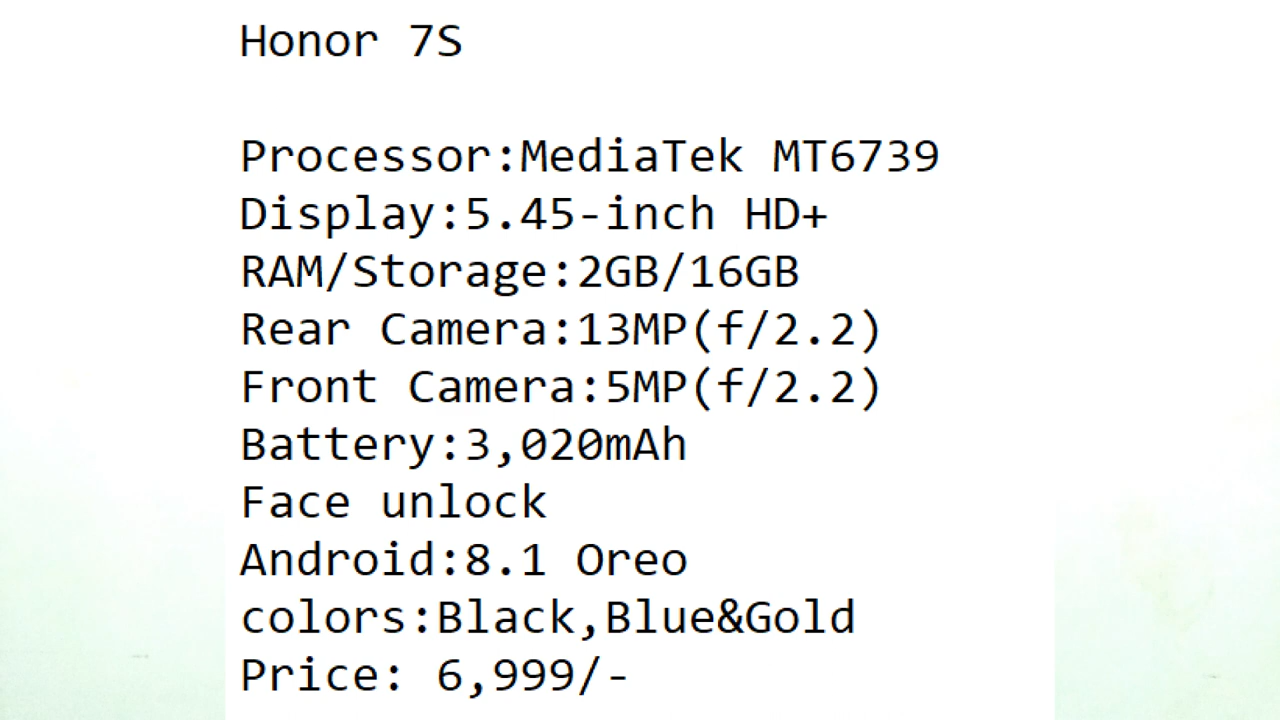 Honor 7S
Processor:MediaTek MT6739
Display:5.45-inch HD+
RAM/Storage:2GB/16GB
Rear Camera:13MP(f/2.2)
Front Camera:5MP(f/2.2)
Battery:3,020mAh
Face unlock
Android:8.1 Oreo
colors:Black,Blue&Gold
Price: 6,999/-